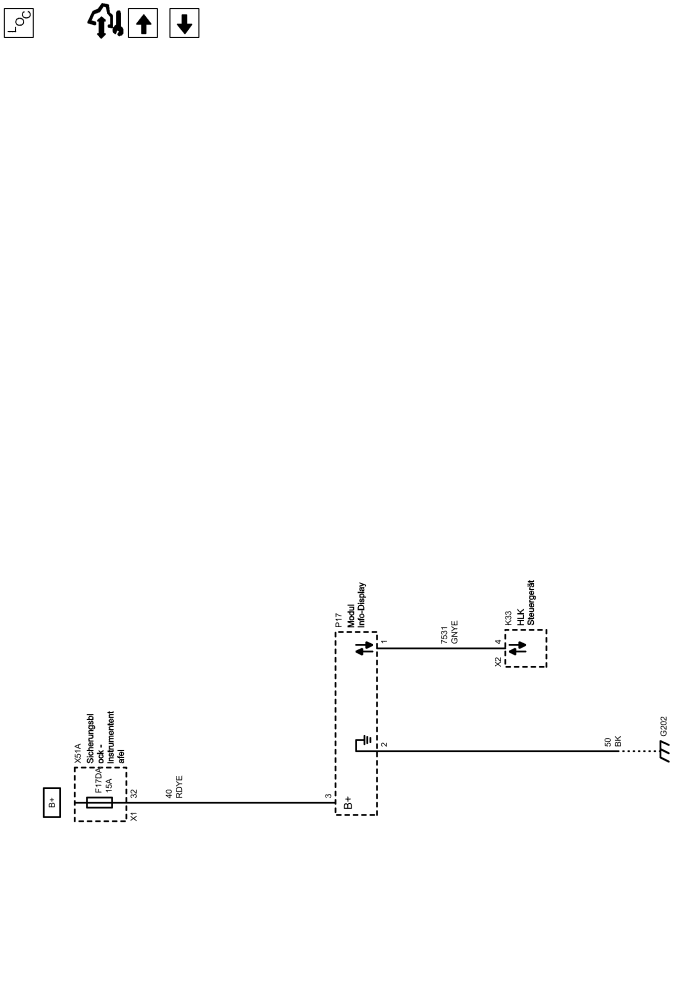 LOC
B+
X51A
Sicherungsbl
ock -
Instrumentent
afel
F17DA
15A
X1
32
40
RDYE
3
B+
P17
Modul
Info-Display
1
2
7531
GNYE
4
X2
K33
HLK
Steuergerät
50
BK
G202